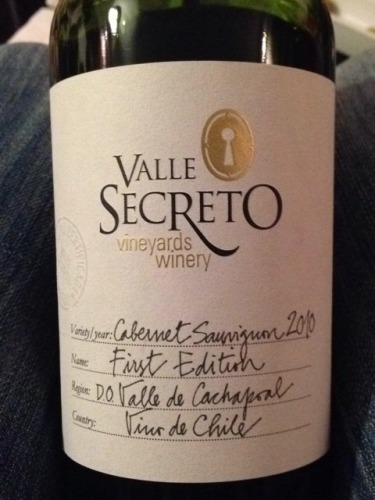 VALLE
SECRETO
vineyards
winery
Variety/year: Cabernet Sauvignon 2010
Name: First Edition
Region: D.O. Valle de Cachapoal
Country: Vino de Chile